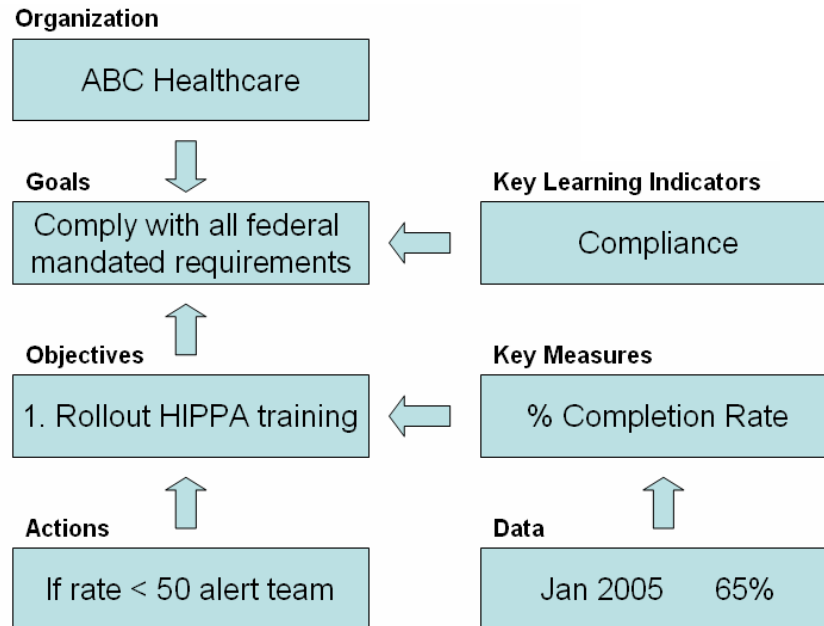 Organization
ABC Healthcare
Goals
Comply with all federal
mandated requirements
Key Learning Indicators
Compliance
Objectives
1. Rollout HIPPA training
Key Measures
% Completion Rate
Actions
If rate < 50 alert team
Data
Jan 2005 65%